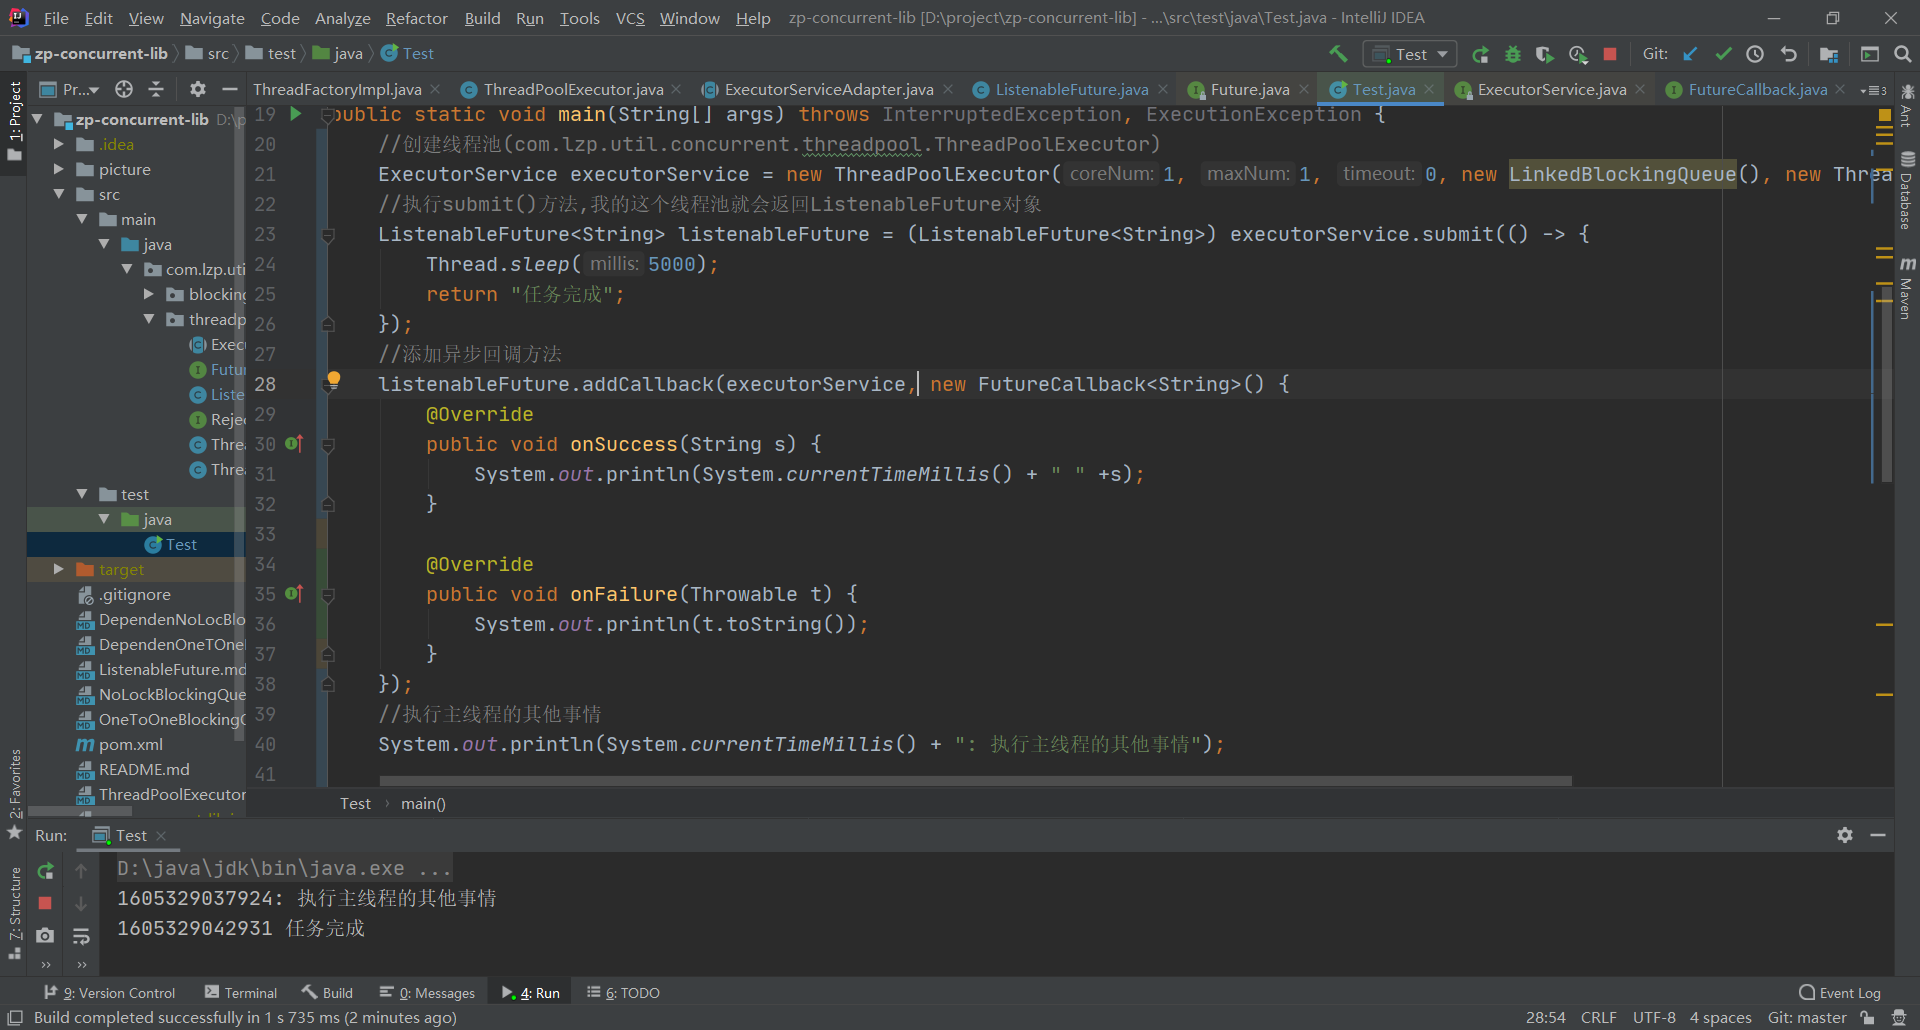 File Edit View Navigate Code Analyze Refactor Build Run Tools VCS Window Help zp-concurrent-lib [D:\project\zp-concurrent-lib] - ...\src\test\java\Test.java - IntelliJ IDEA
zp-concurrent-lib src test java Test
Test Git:
Pr... ThreadFactoryImpl.java ThreadPoolExecutor.java ExecutorServiceAdapter.java ListenableFuture.java Future.java Test.java ExecutorService.java FutureCallback.java 3
1: Project
2: Favorites
7: Structure
Ant
Database
Maven
zp-concurrent-lib D:\p
.idea
picture
src
main
java
com.lzp.uti
blocking
threadp
Exec
Futu
Liste
Reje
Thre
Thre
test
java
Test
target
.gitignore
DependenNoLocBlo
DependenOneTOne
ListenableFuture.md
NoLockBlockingQue
OneToOneBlockingQ
pom.xml
README.md
ThreadPoolExecutor
19 public static void main(String[] args) throws InterruptedException, ExecutionException {
20 //创建线程池(com.lzp.util.concurrent.threadpool.ThreadPoolExecutor)
21 ExecutorService executorService = new ThreadPoolExecutor( coreNum: 1, maxNum: 1, timeout: 0, new LinkedBlockingQueue(), new Threa
22 //执行submit()方法,我的这个线程池就会返回ListenableFuture对象
23 ListenableFuture<String> listenableFuture = (ListenableFuture<String>) executorService.submit(() -> {
24 Thread.sleep( millis: 5000);
25 return "任务完成";
26 });
27 //添加异步回调方法
28 listenableFuture.addCallback(executorService, new FutureCallback<String>() {
29 @Override
30 public void onSuccess(String s) {
31 System.out.println(System.currentTimeMillis() + " " +s);
32 }
33
34 @Override
35 public void onFailure(Throwable t) {
36 System.out.println(t.toString());
37 }
38 });
39 //执行主线程的其他事情
40 System.out.println(System.currentTimeMillis() + ": 执行主线程的其他事情");
41
Test › main()
Run: Test
D:\java\jdk\bin\java.exe ...
1605329037924: 执行主线程的其他事情
1605329042931 任务完成
9: Version Control Terminal Build 0: Messages 4: Run 6: TODO Event Log
Build completed successfully in 1 s 735 ms (2 minutes ago) 28:54 CRLF UTF-8 4 spaces Git: master